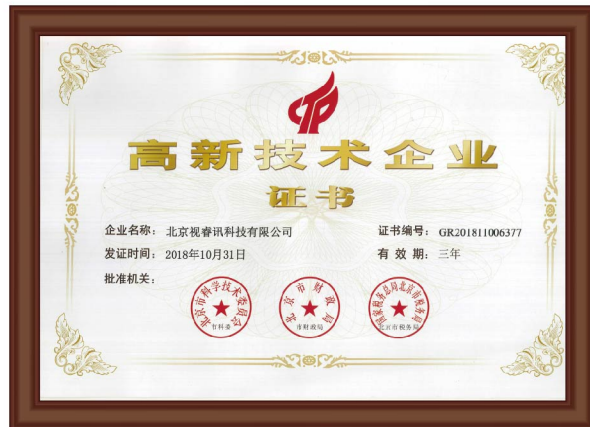 高新技术企业
证书
企业名称： 北京视睿讯科技有限公司
证书编号： GR201811006377
发证时间： 2018年10月31日
有 效 期： 三年
批准机关：
北京市科学技术委员会
市科委
北京市财政局
市财政局
国家税务总局北京市税务局
北京市税务局